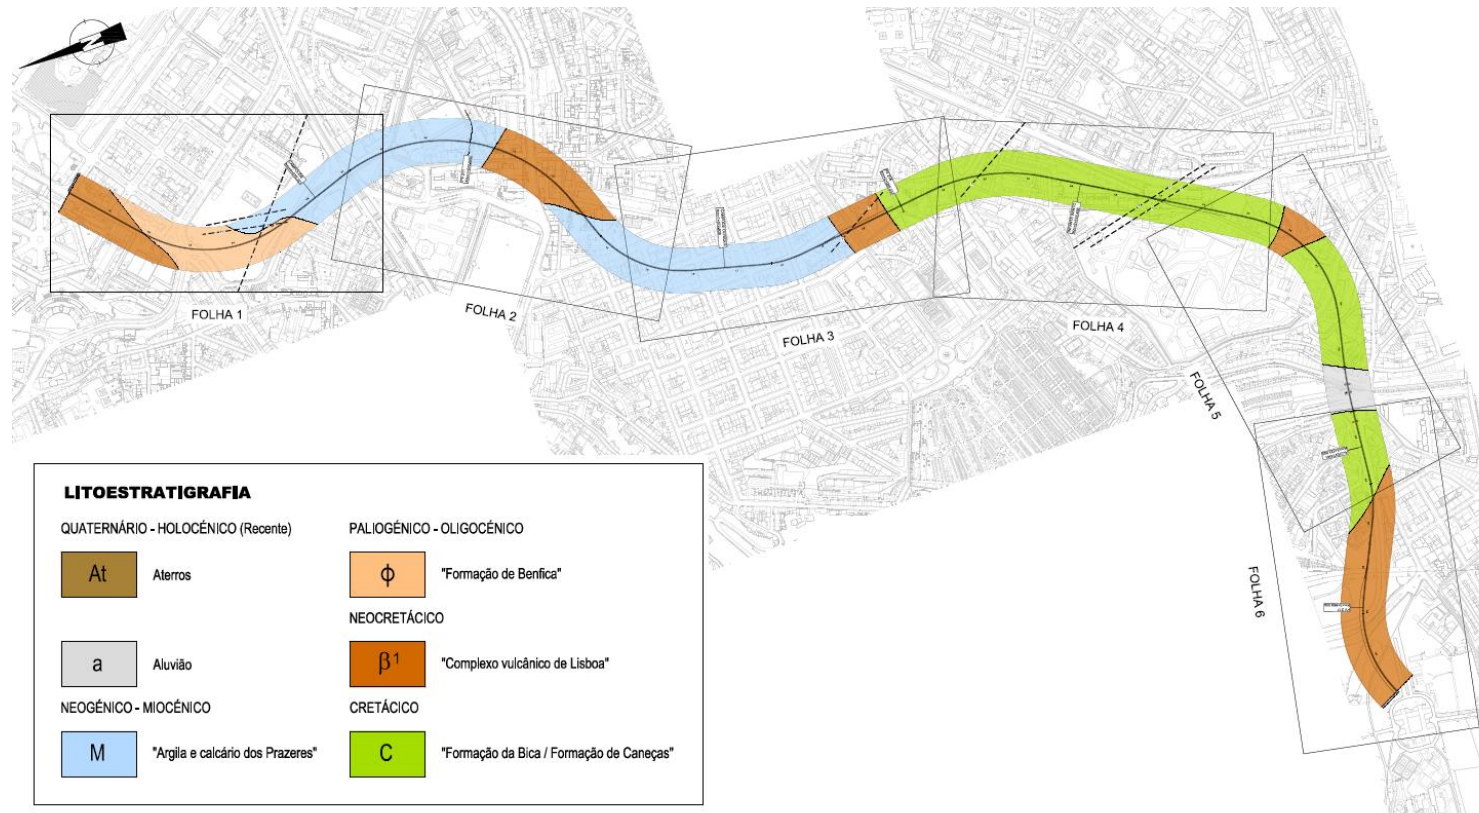 N
FOLHA 1
FOLHA 2
FOLHA 3
FOLHA 4
FOLHA 5
FOLHA 6
LITOESTRATIGRAFIA
QUATERNÁRIO - HOLOCÉNICO (Recente)
At
Aterros
a
Aluvião
NEOGÉNICO - MIOCÉNICO
M
"Argila e calcário dos Prazeres"
PALIOGÉNICO - OLIGOCÉNICO
ϕ
"Formação de Benfica"
NEOCRETÁCICO
β¹
"Complexo vulcânico de Lisboa"
CRETÁCICO
C
"Formação da Bica / Formação de Caneças"